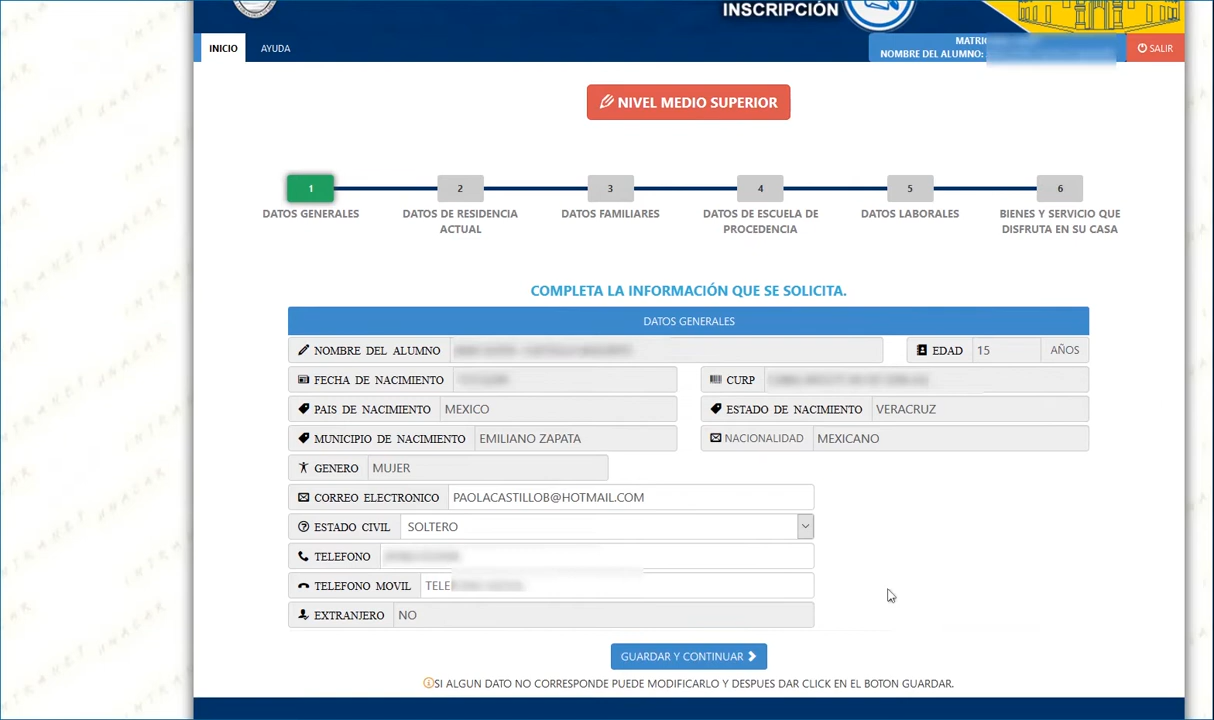 INSCRIPCIÓN
INICIO
AYUDA
NOMBRE DEL ALUMNO:
SALIR
NIVEL MEDIO SUPERIOR
1
2
3
4
5
6
DATOS GENERALES
DATOS DE RESIDENCIA
ACTUAL
DATOS FAMILIARES
DATOS DE ESCUELA DE
PROCEDENCIA
DATOS LABORALES
BIENES Y SERVICIO QUE
DISFRUTA EN SU CASA
COMPLETA LA INFORMACIÓN QUE SE SOLICITA.
DATOS GENERALES
NOMBRE DEL ALUMNO
EDAD 15 AÑOS
FECHA DE NACIMIENTO
CURP
PAIS DE NACIMIENTO MEXICO
ESTADO DE NACIMIENTO VERACRUZ
MUNICIPIO DE NACIMIENTO EMILIANO ZAPATA
NACIONALIDAD MEXICANO
GENERO MUJER
CORREO ELECTRONICO PAOLACASTILLOB@HOTMAIL.COM
ESTADO CIVIL SOLTERO
TELEFONO
TELEFONO MOVIL
EXTRANJERO NO
GUARDAR Y CONTINUAR
SI ALGUN DATO NO CORRESPONDE PUEDE MODIFICARLO Y DESPUES DAR CLICK EN EL BOTON GUARDAR.